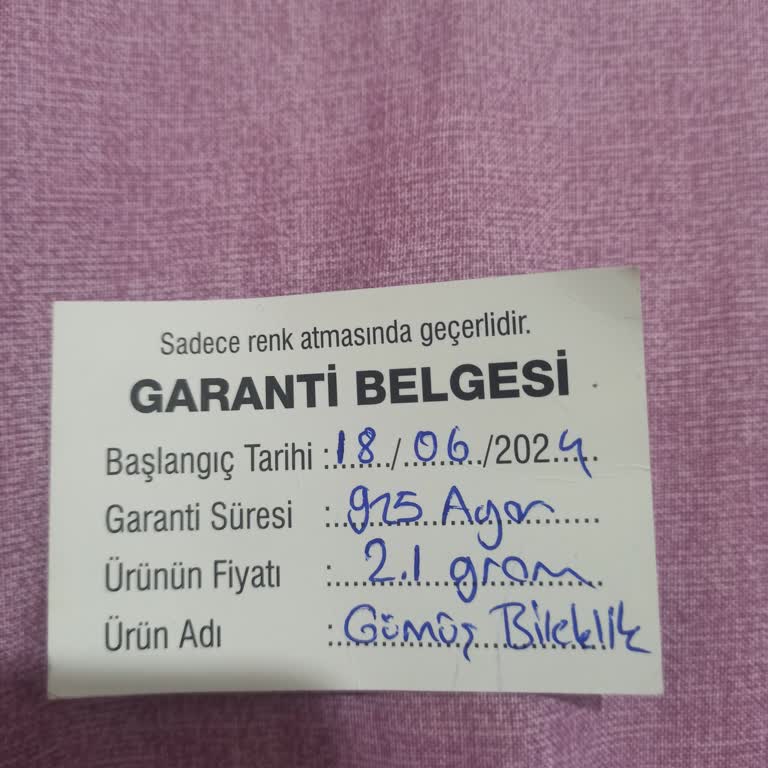 Sadece renk atmasında geçerlidir.
GARANTİ BELGESİ
Başlangıç Tarihi :18/06/2024
Garanti Süresi : 925 Ayar
Ürünün Fiyatı : 2.1 gram
Ürün Adı : Gümüş Bileklik